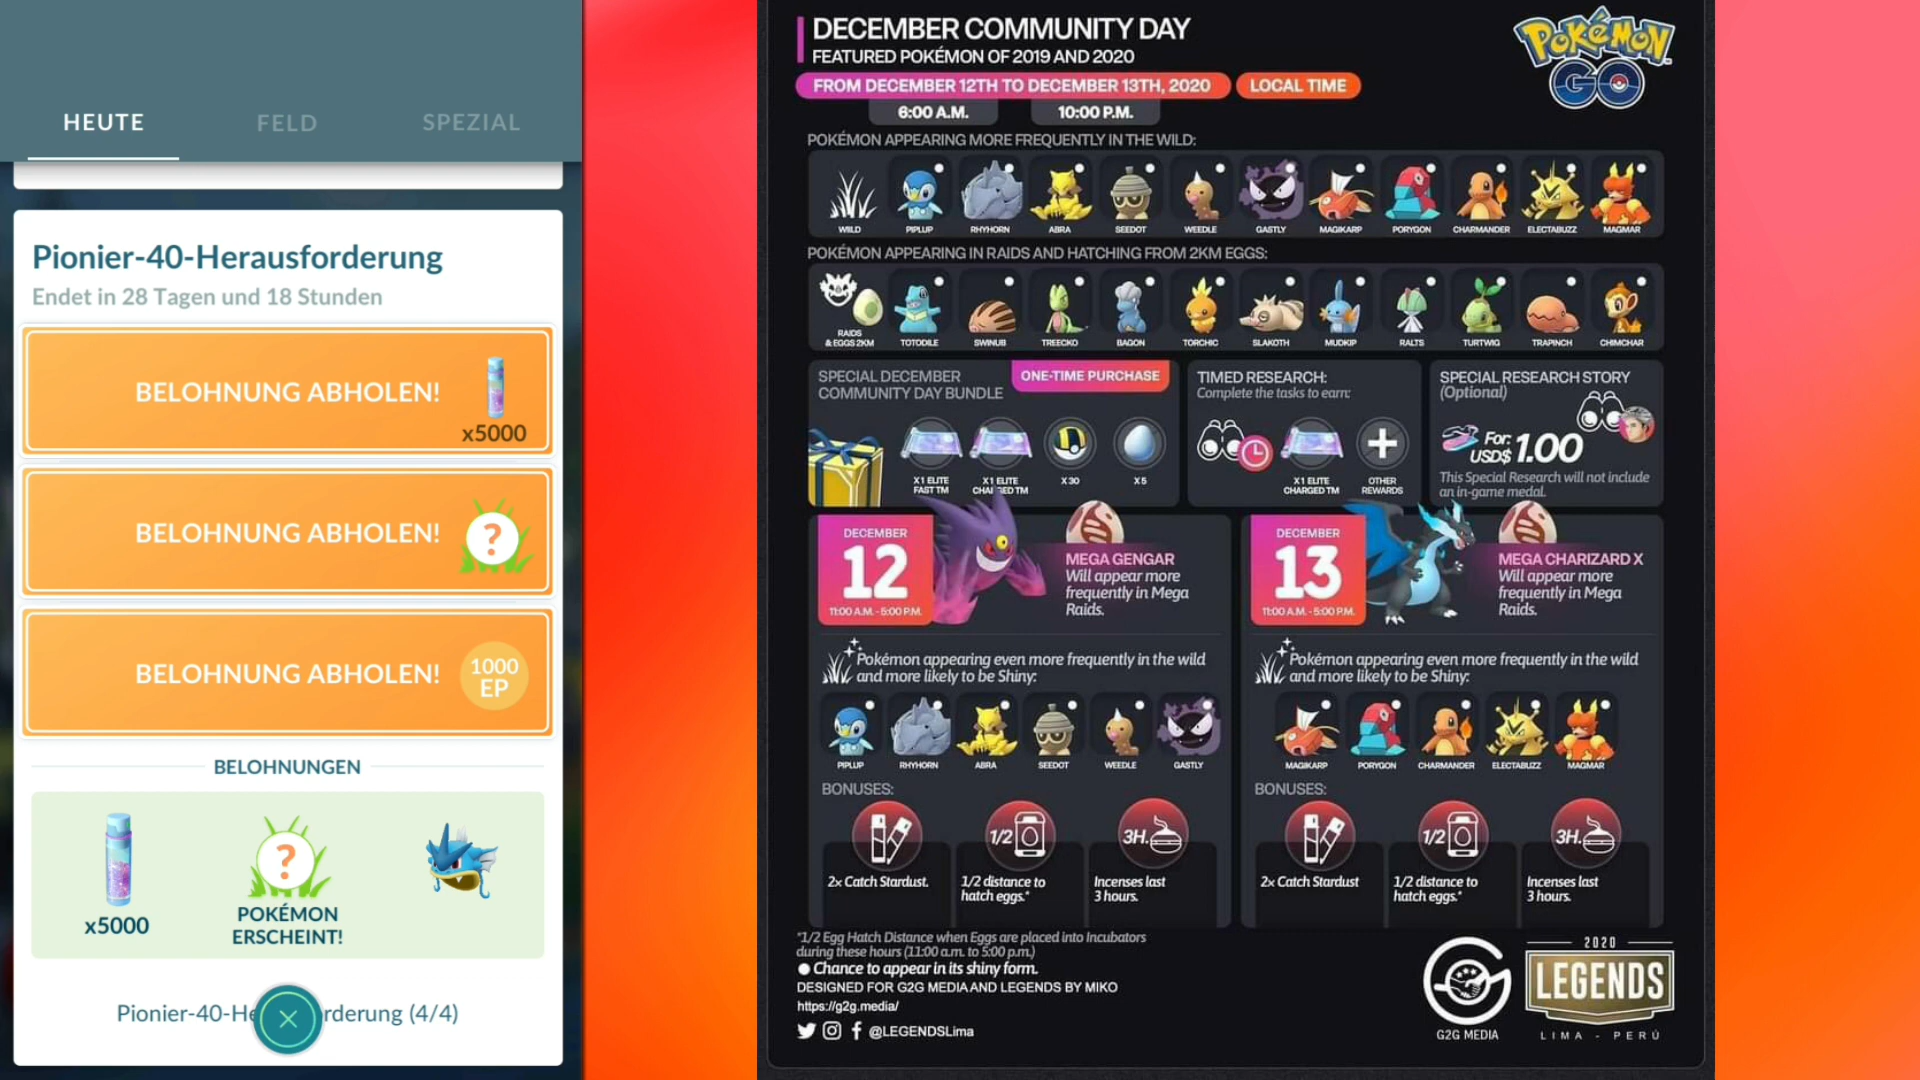 HEUTE
FELD
SPEZIAL
Pionier-40-Herausforderung
Endet in 28 Tagen und 18 Stunden
BELOHNUNG ABHOLEN!
x5000
BELOHNUNG ABHOLEN!
?
BELOHNUNG ABHOLEN!
1000
EP
BELOHNUNGEN
x5000
?
POKÉMON
ERSCHEINT!
Pionier-40-He rderung (4/4)
DECEMBER COMMUNITY DAY
FEATURED POKÉMON OF 2019 AND 2020
FROM DECEMBER 12TH TO DECEMBER 13TH, 2020
LOCAL TIME
6:00 A.M.
10:00 P.M.
POKÉMON
GO
POKÉMON APPEARING MORE FREQUENTLY IN THE WILD:
WILD PIPLUP RHYHORN ABRA SEEDOT WEEDLE GASTLY MAGIKARP PORYGON CHARMANDER ELECTABUZZ MAGMAR
POKÉMON APPEARING IN RAIDS AND HATCHING FROM 2KM EGGS:
RAIDS
& EGGS 2KM TOTODILE SWINUB TREECKO BAGON TORCHIC SLAKOTH MUDKIP RALTS TURTWIG TRAPINCH CHIMCHAR
SPECIAL DECEMBER
COMMUNITY DAY BUNDLE
ONE-TIME PURCHASE
X1 ELITE
FAST TM
X1 ELITE
CHARGED TM
X 30
X 5
TIMED RESEARCH:
Complete the tasks to earn:
X1 ELITE
CHARGED TM
OTHER
REWARDS
SPECIAL RESEARCH STORY
(Optional)
For:
USD$ 1.00
This Special Research will not include
an in-game medal.
DECEMBER
12
11:00 A.M. - 5:00 P.M.
MEGA GENGAR
Will appear more
frequently in Mega
Raids.
Pokémon appearing even more frequently in the wild
and more likely to be Shiny:
PIPLUP RHYHORN ABRA SEEDOT WEEDLE GASTLY
BONUSES:
1/2
3H.
2x Catch Stardust.
1/2 distance to
hatch eggs.*
Incenses last
3 hours.
DECEMBER
13
11:00 A.M. - 5:00 P.M.
MEGA CHARIZARD X
Will appear more
frequently in Mega
Raids.
Pokémon appearing even more frequently in the wild
and more likely to be Shiny:
MAGIKARP PORYGON CHARMANDER ELECTABUZZ MAGMAR
BONUSES:
1/2
3H.
2x Catch Stardust
1/2 distance to
hatch eggs.*
Incenses last
3 hours.
*1/2 Egg Hatch Distance when Eggs are placed into Incubators
during these hours (11:00 a.m. to 5:00 p.m.)
Chance to appear in its shiny form.
DESIGNED FOR G2G MEDIA AND LEGENDS BY MIKO
https://g2g.media/
@LEGENDSLima
G2G MEDIA
2020
LEGENDS
LIMA - PERÚ